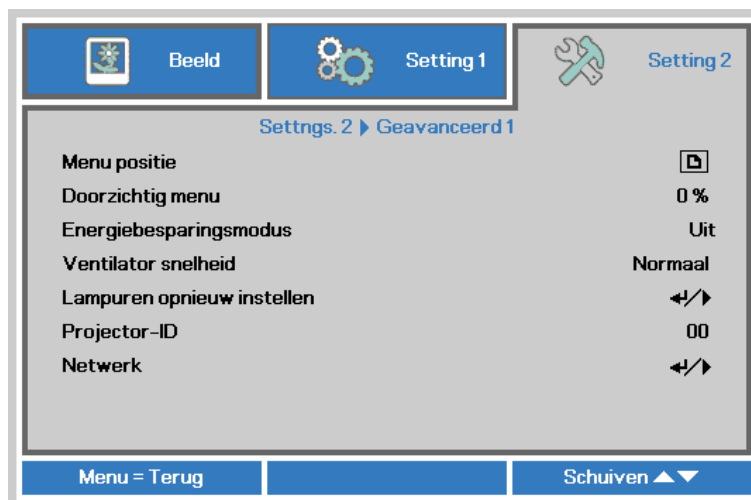 Beeld
Setting 1
Setting 2
Settngs. 2 ▶ Geavanceerd 1
Menu positie
Doorzichtig menu 0 %
Energiebesparingsmodus Uit
Ventilator snelheid Normaal
Lampuren opnieuw instellen ↵/▶
Projector-ID 00
Netwerk ↵/▶
Menu = Terug
Schuiven ▲▼